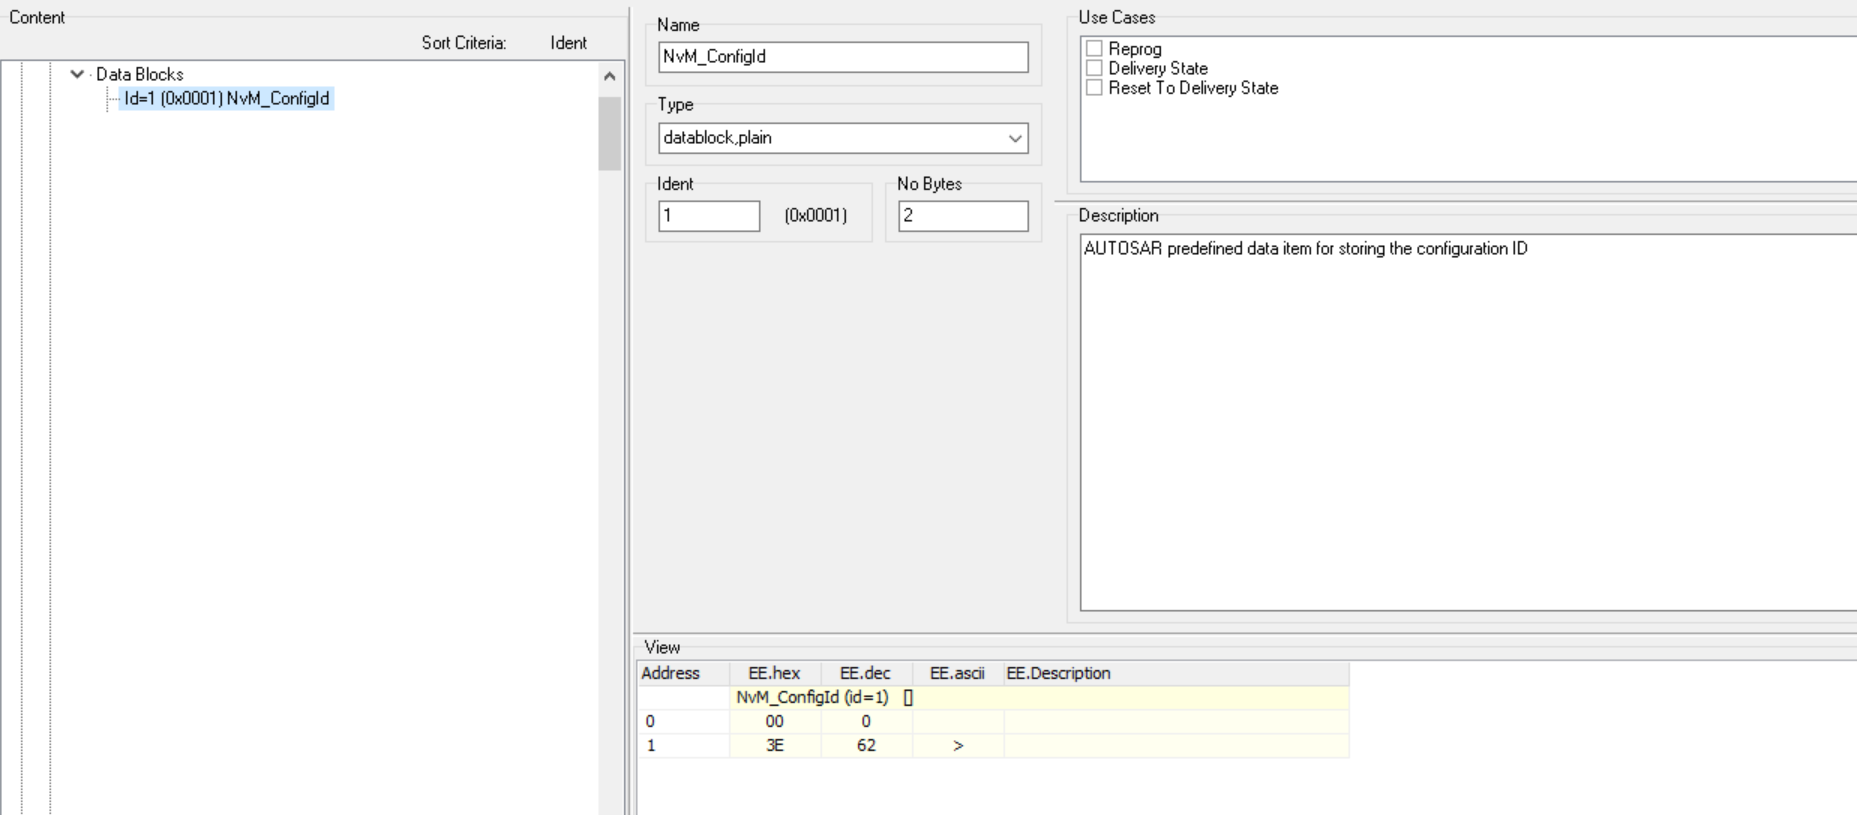 Content
Sort Criteria: Ident
Data Blocks
Id=1 (0x0001) NvM_ConfigId
Name
NvM_ConfigId
Type
datablock,plain
Ident
1 (0x0001)
No Bytes
2
Use Cases
Reprog
Delivery State
Reset To Delivery State
Description
AUTOSAR predefined data item for storing the configuration ID
View
Address EE.hex EE.dec EE.ascii EE.Description
NvM_ConfigId (id=1) []
0 00 0
1 3E 62 >